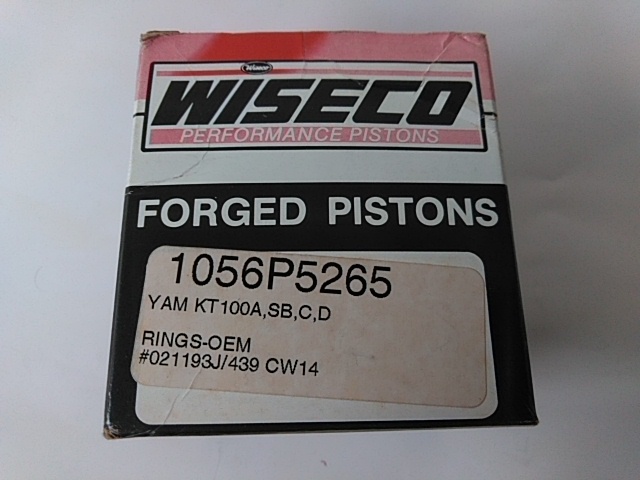 Wiseco
WISECO
PERFORMANCE PISTONS
FORGED PISTONS
1056P5265
YAM KT100A,SB,C,D
RINGS-OEM
#021193J/439 CW14